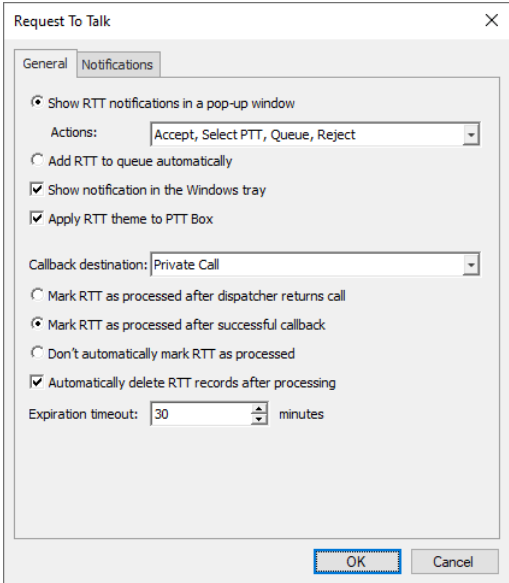 Request To Talk
General Notifications
Show RTT notifications in a pop-up window
Actions: Accept, Select PTT, Queue, Reject
Add RTT to queue automatically
Show notification in the Windows tray
Apply RTT theme to PTT Box
Callback destination: Private Call
Mark RTT as processed after dispatcher returns call
Mark RTT as processed after successful callback
Don't automatically mark RTT as processed
Automatically delete RTT records after processing
Expiration timeout: 30 minutes
OK Cancel